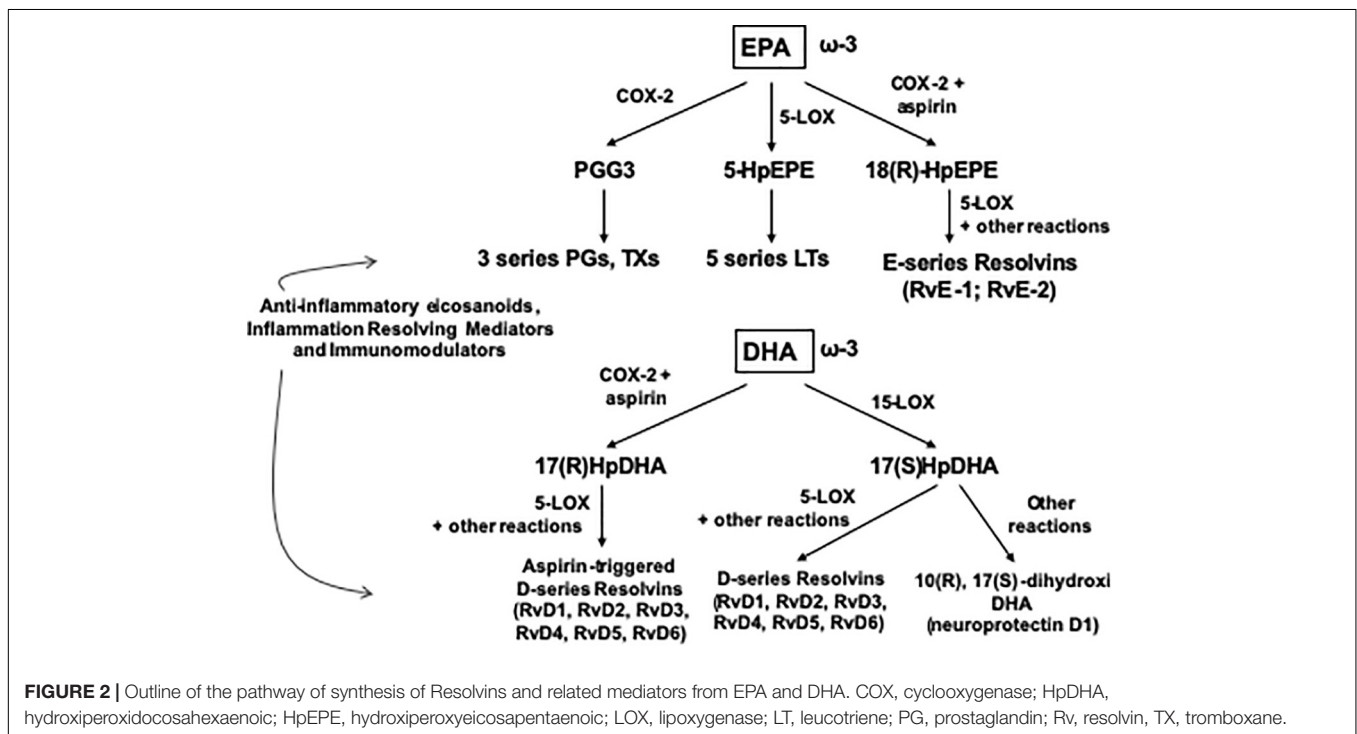 EPA ω-3
COX-2
5-LOX
COX-2 +
aspirin
PGG3
5-HpEPE
18(R)-HpEPE
5-LOX
+ other reactions
3 series PGs, TXs
5 series LTs
E-series Resolvins
(RvE-1; RvE-2)
Anti-inflammatory eicosanoids,
Inflammation Resolving Mediators
and Immunomodulators
DHA ω-3
COX-2 +
aspirin
15-LOX
17(R)HpDHA
17(S)HpDHA
5-LOX
+ other reactions
5-LOX
+ other reactions
Other
reactions
Aspirin-triggered
D-series Resolvins
(RvD1, RvD2, RvD3,
RvD4, RvD5, RvD6)
D-series Resolvins
(RvD1, RvD2, RvD3,
RvD4, RvD5, RvD6)
10(R), 17(S)-dihydroxi
DHA
(neuroprotectin D1)
FIGURE 2 | Outline of the pathway of synthesis of Resolvins and related mediators from EPA and DHA. COX, cyclooxygenase; HpDHA,
hydroxiperoxidocosahexaenoic; HpEPE, hydroxiperoxyeicosapentaenoic; LOX, lipoxygenase; LT, leucotriene; PG, prostaglandin; Rv, resolvin, TX, tromboxane.